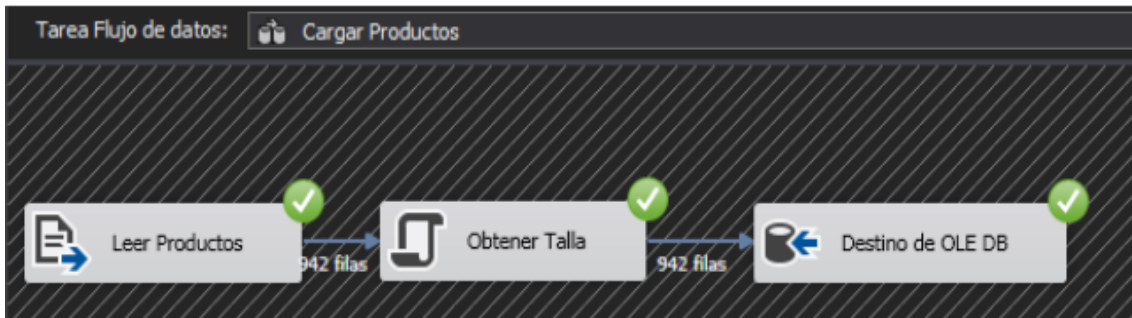 Tarea Flujo de datos: Cargar Productos
Leer Productos
942 filas
Obtener Talla
942 filas
Destino de OLE DB